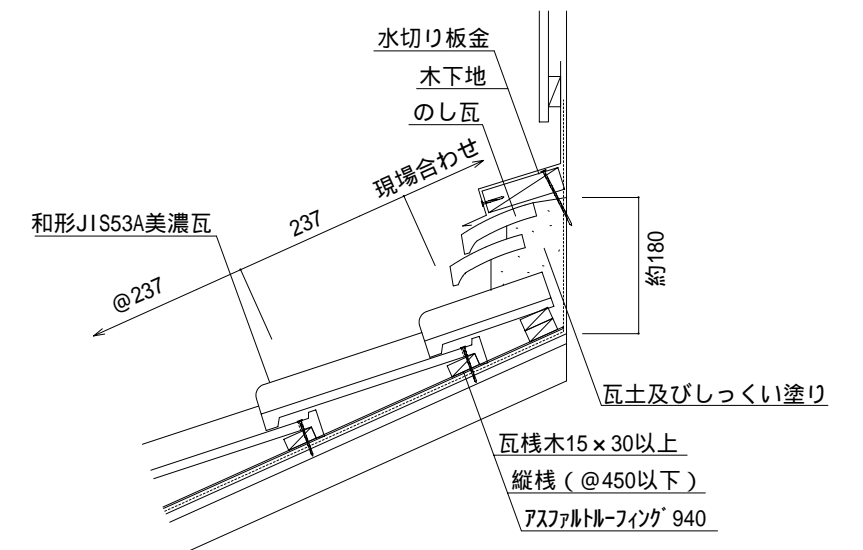 水切り板金
木下地
のし瓦
現場合わせ
237
和形JIS53A美濃瓦
@237
約180
瓦土及びしっくい塗り
瓦桟木15×30以上
縦桟（@450以下）
ｱｽﾌｧﾙﾄﾙｰﾌｨﾝｸﾞ940